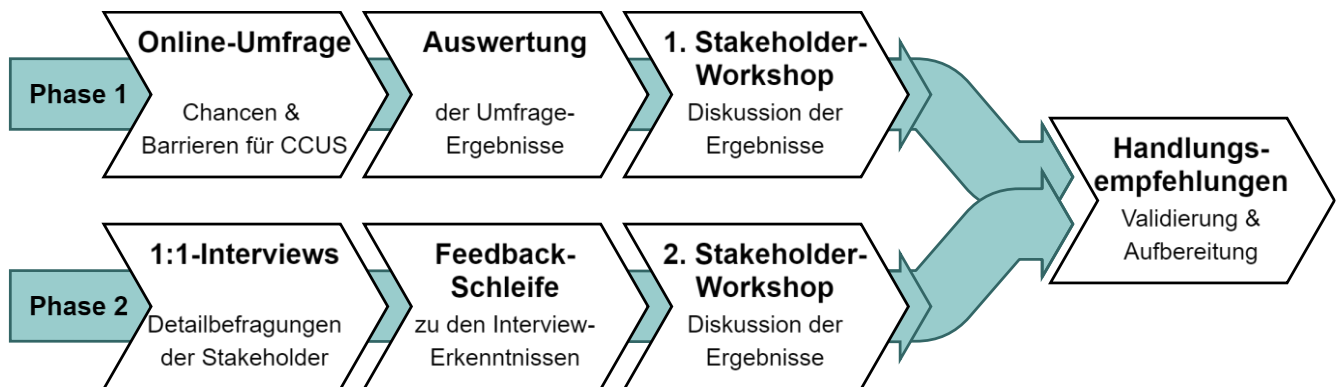 Phase 1
Online-Umfrage
Chancen &
Barrieren für CCUS
Auswertung
der Umfrage-
Ergebnisse
1. Stakeholder-
Workshop
Diskussion der
Ergebnisse
Phase 2
1:1-Interviews
Detailbefragungen
der Stakeholder
Feedback-
Schleife
zu den Interview-
Erkenntnissen
2. Stakeholder-
Workshop
Diskussion der
Ergebnisse
Handlungs-
empfehlungen
Validierung &
Aufbereitung